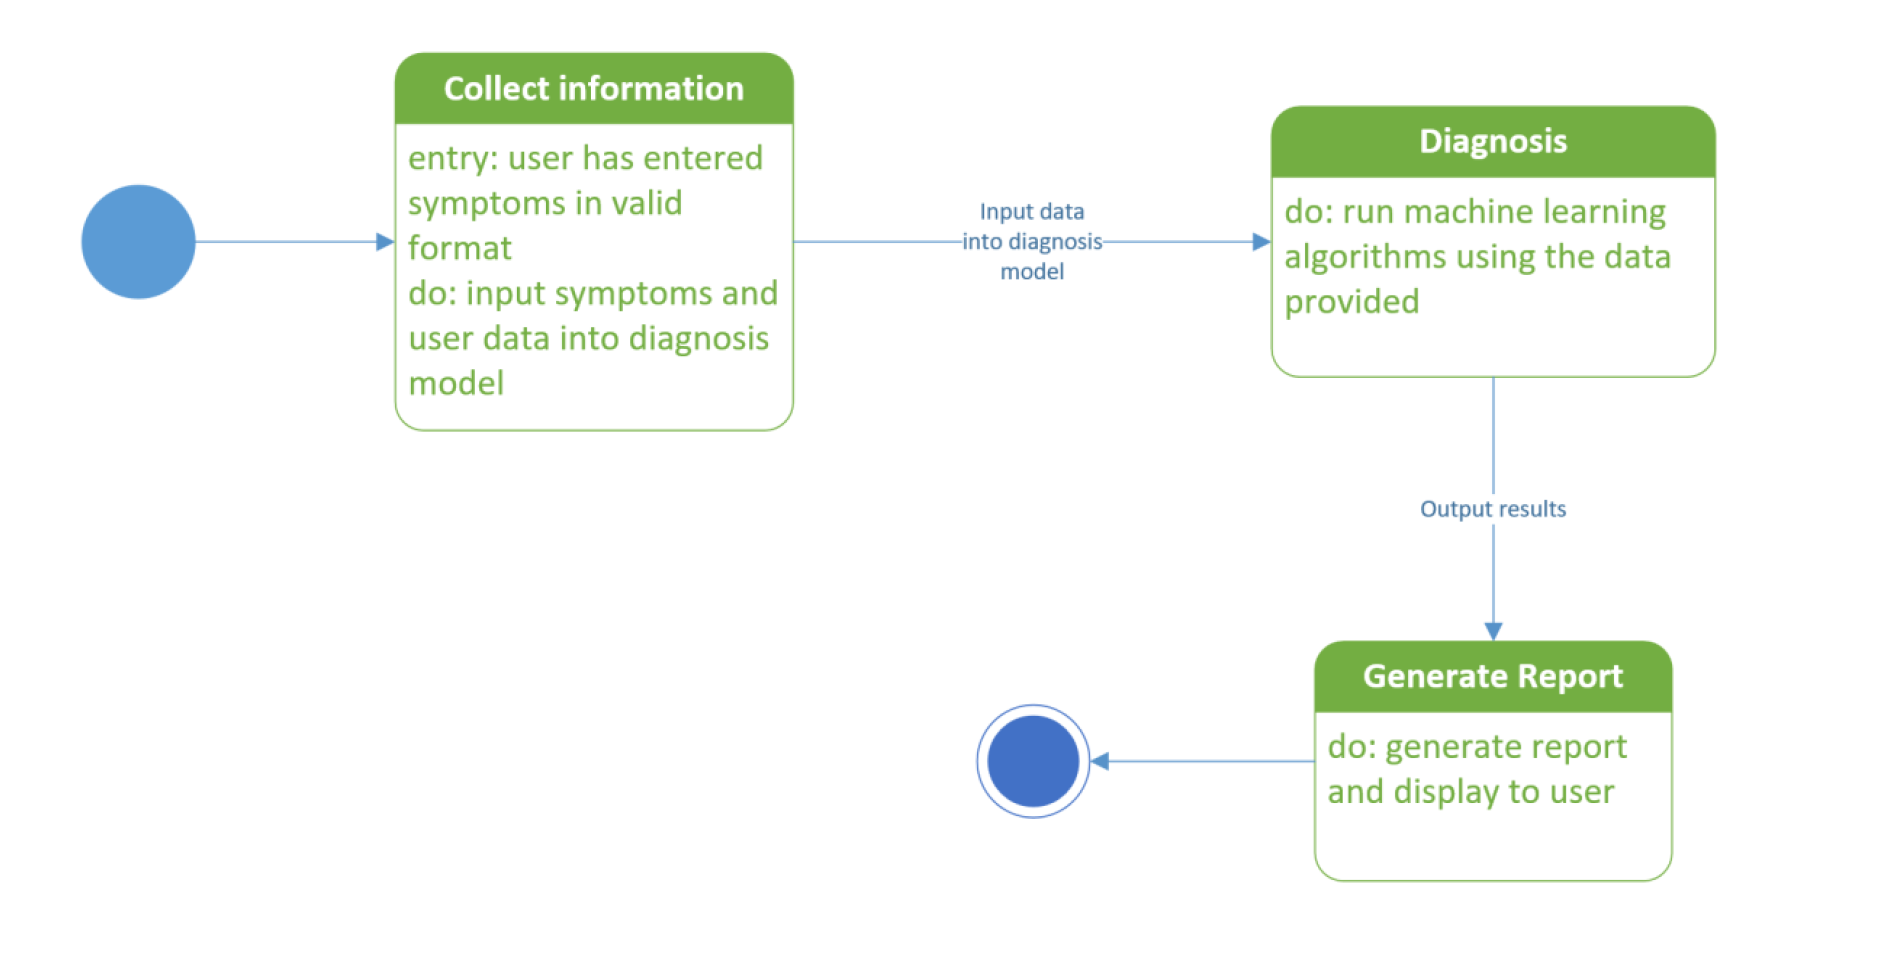 Collect information
entry: user has entered
symptoms in valid
format
do: input symptoms and
user data into diagnosis
model
Input data
into diagnosis
model
Diagnosis
do: run machine learning
algorithms using the data
provided
Output results
Generate Report
do: generate report
and display to user